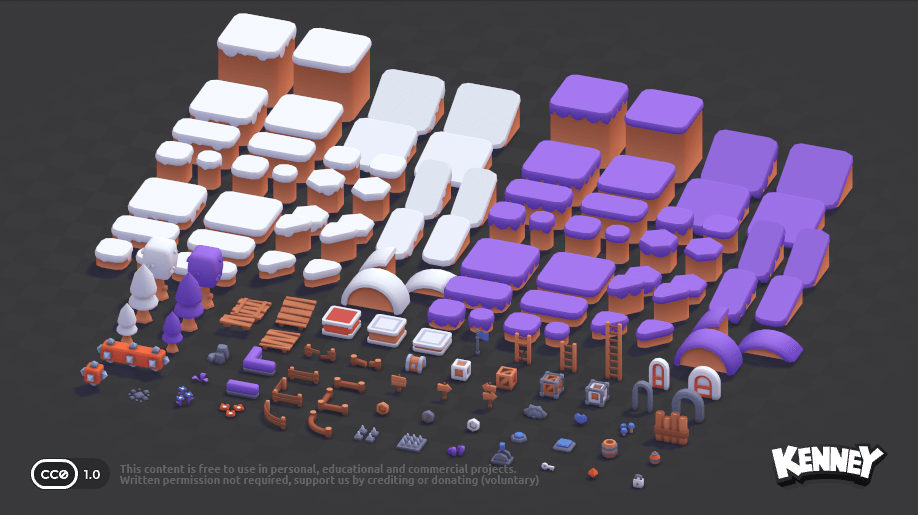 CC0 1.0
This content is free to use in personal, educational and commercial projects.
Written permission not required, support us by crediting or donating (voluntary)
KENNEY